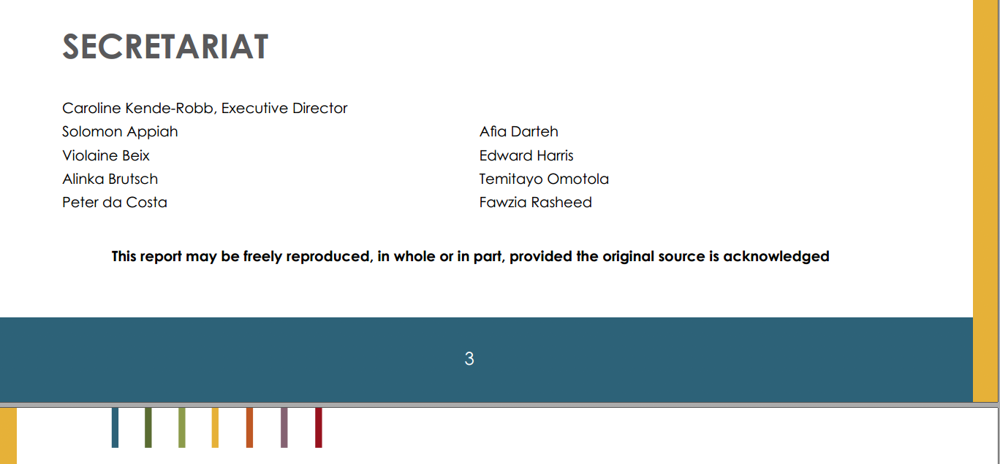 SECRETARIAT
Caroline Kende-Robb, Executive Director
Solomon Appiah
Violaine Beix
Alinka Brutsch
Peter da Costa
Afia Darteh
Edward Harris
Temitayo Omotola
Fawzia Rasheed
This report may be freely reproduced, in whole or in part, provided the original source is acknowledged
3